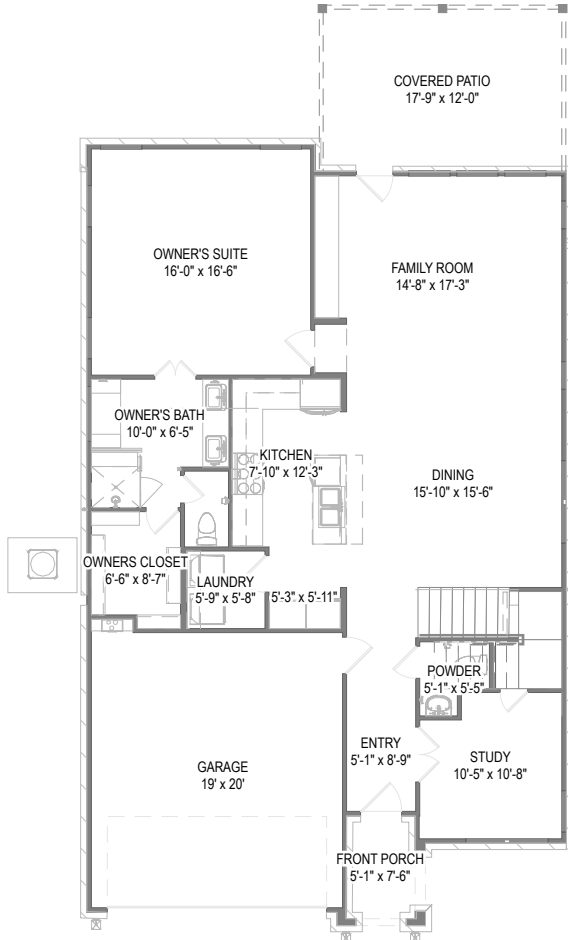 COVERED PATIO
17'-9" x 12'-0"
OWNER'S SUITE
16'-0" x 16'-6"
FAMILY ROOM
14'-8" x 17'-3"
OWNER'S BATH
10'-0" x 6'-5"
KITCHEN
7'-10" x 12'-3"
DINING
15'-10" x 15'-6"
OWNERS CLOSET
6'-6" x 8'-7"
LAUNDRY
5'-9" x 5'-8"
5'-3" x 5'-11"
POWDER
5'-1" x 5'-5"
ENTRY
5'-1" x 8'-9"
STUDY
10'-5" x 10'-8"
GARAGE
19' x 20'
FRONT PORCH
5'-1" x 7'-6"